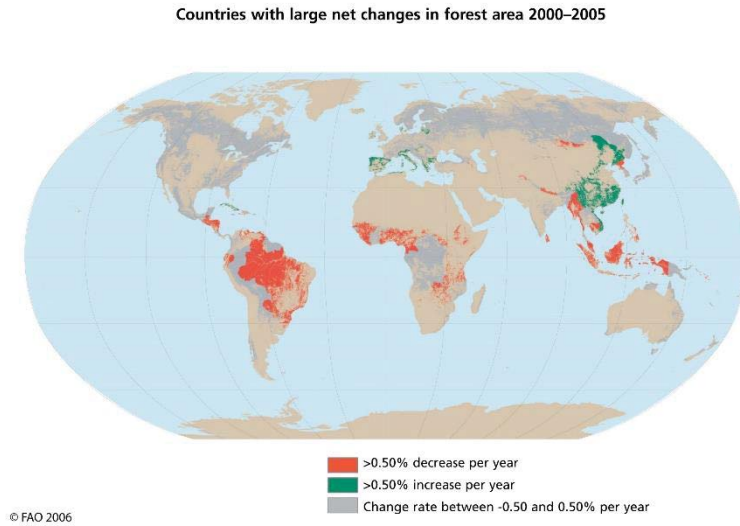 Countries with large net changes in forest area 2000–2005
>0.50% decrease per year
>0.50% increase per year
Change rate between -0.50 and 0.50% per year
© FAO 2006